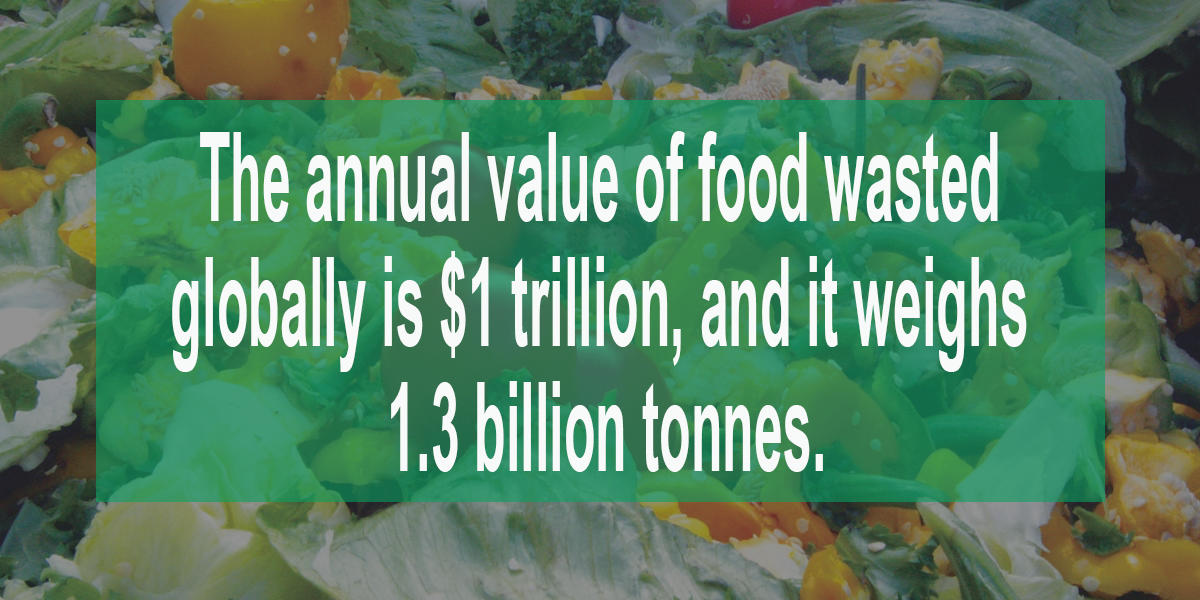 The annual value of food wasted
globally is $1 trillion, and it weighs
1.3 billion tonnes.